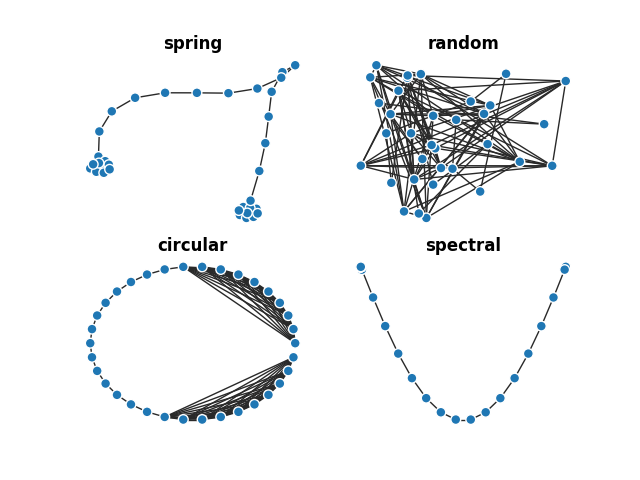 spring
random
circular
spectral